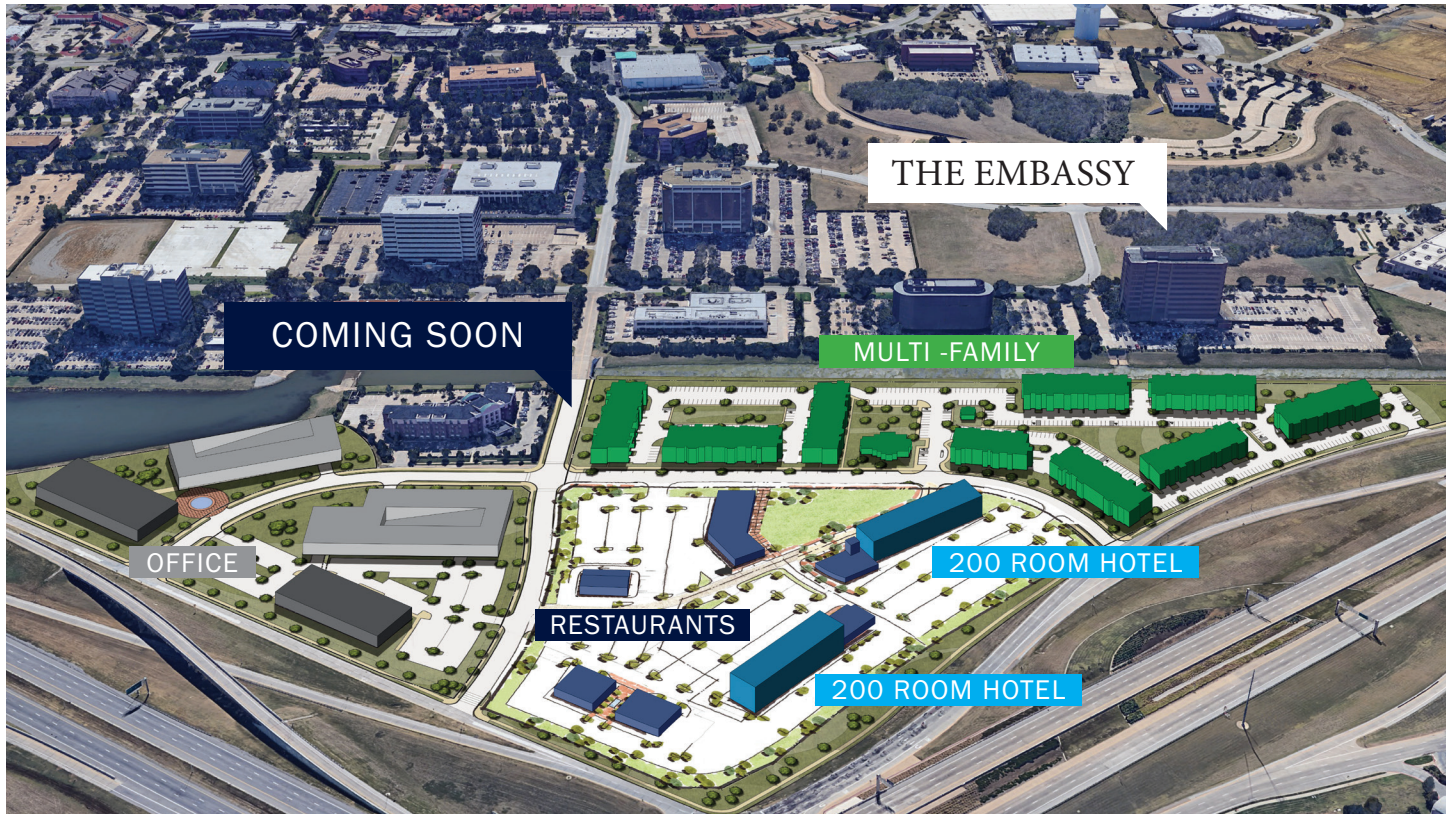 THE EMBASSY
COMING SOON
MULTI -FAMILY
OFFICE
200 ROOM HOTEL
RESTAURANTS
200 ROOM HOTEL